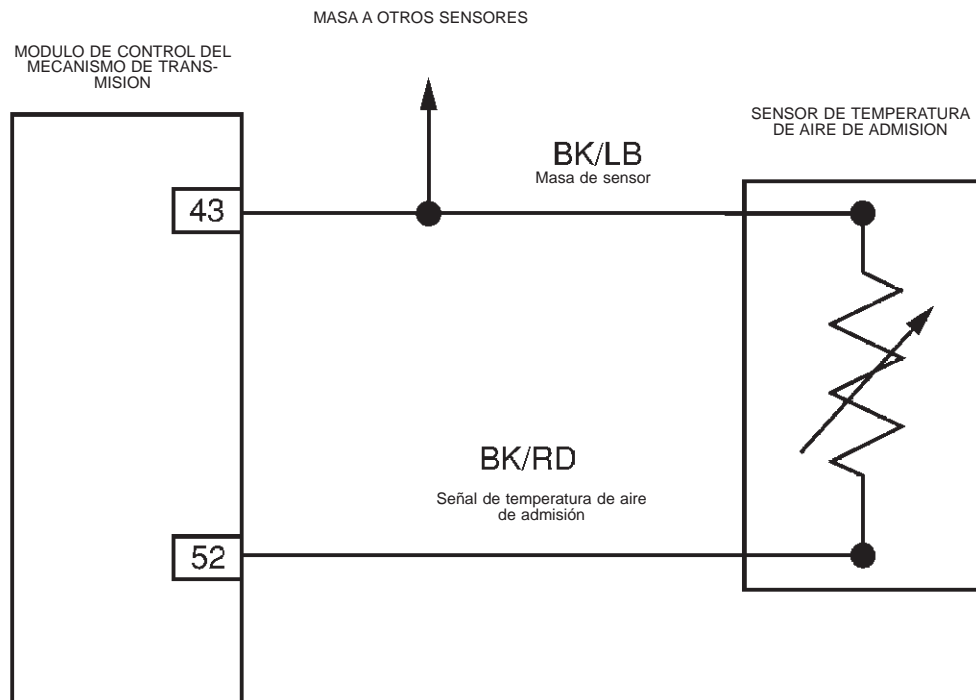 MASA A OTROS SENSORES
MODULO DE CONTROL DEL
MECANISMO DE TRANS-
MISION
SENSOR DE TEMPERATURA
DE AIRE DE ADMISION
BK/LB
Masa de sensor
43
BK/RD
Señal de temperatura de aire
de admisión
52